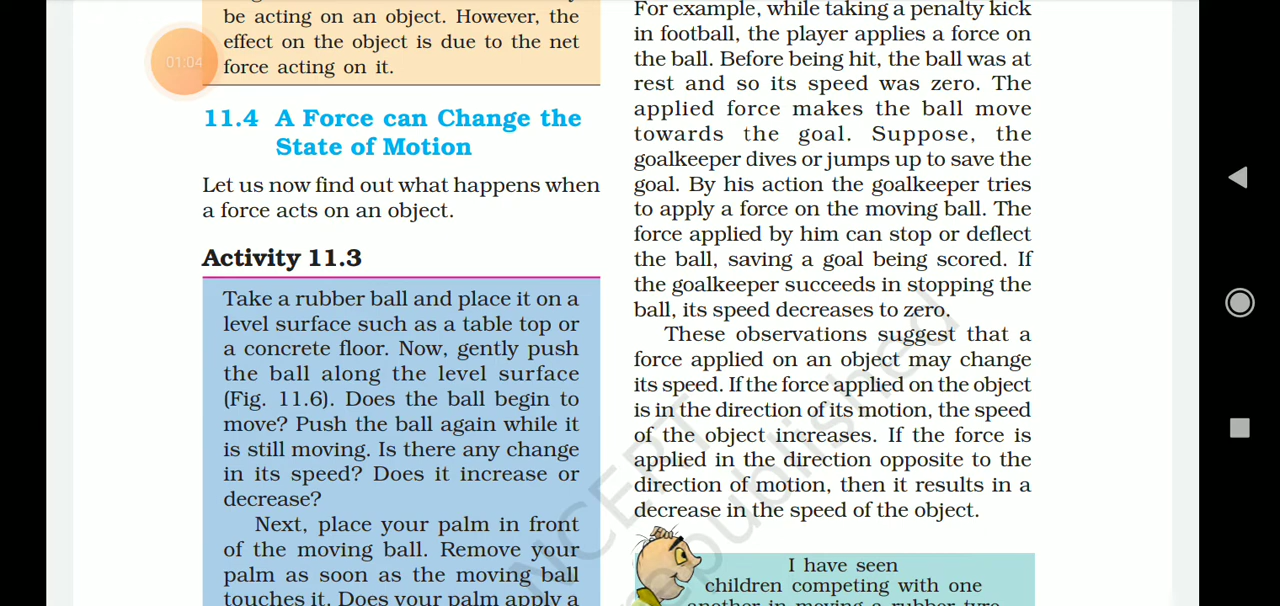 be acting on an object. However, the
effect on the object is due to the net
force acting on it.
01:04
11.4 A Force can Change the
State of Motion
Let us now find out what happens when
a force acts on an object.
Activity 11.3
Take a rubber ball and place it on a
level surface such as a table top or
a concrete floor. Now, gently push
the ball along the level surface
(Fig. 11.6). Does the ball begin to
move? Push the ball again while it
is still moving. Is there any change
in its speed? Does it increase or
decrease?
Next, place your palm in front
of the moving ball. Remove your
palm as soon as the moving ball
touches it. Does your palm apply a
For example, while taking a penalty kick
in football, the player applies a force on
the ball. Before being hit, the ball was at
rest and so its speed was zero. The
applied force makes the ball move
towards the goal. Suppose, the
goalkeeper dives or jumps up to save the
goal. By his action the goalkeeper tries
to apply a force on the moving ball. The
force applied by him can stop or deflect
the ball, saving a goal being scored. If
the goalkeeper succeeds in stopping the
ball, its speed decreases to zero.
These observations suggest that a
force applied on an object may change
its speed. If the force applied on the object
is in the direction of its motion, the speed
of the object increases. If the force is
applied in the direction opposite to the
direction of motion, then it results in a
decrease in the speed of the object.
I have seen
children competing with one
another in moving a rubber tyre
NCERT
republished